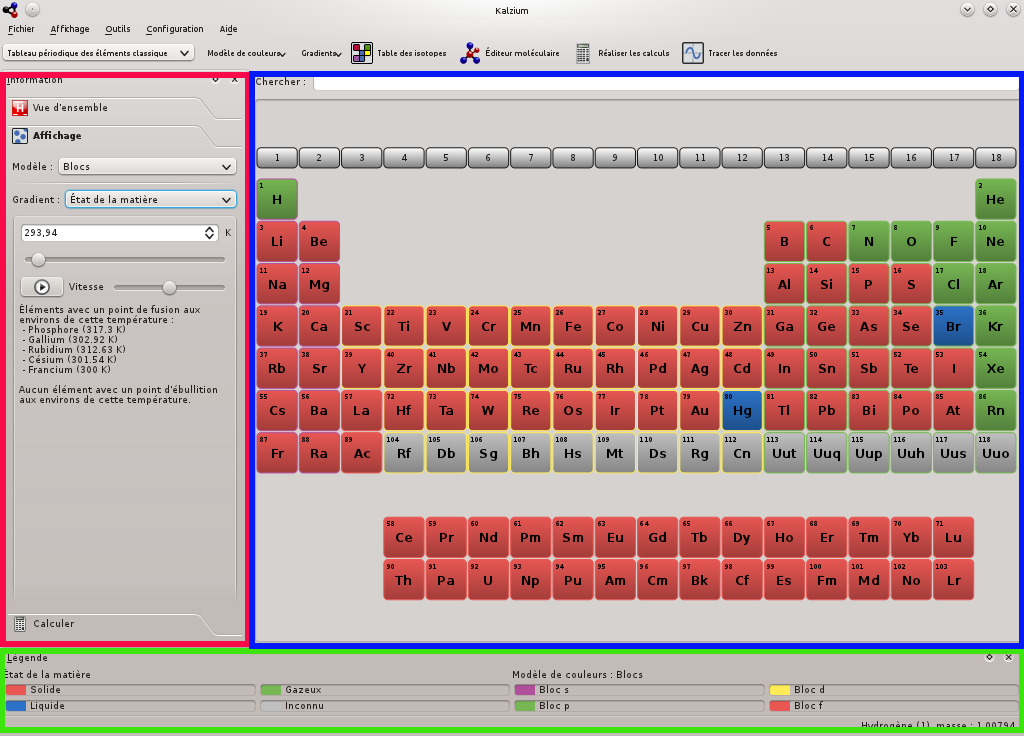 Kalzium
Fichier Affichage Outils Configuration Aide
Tableau périodique des éléments classique Modèle de couleurs Gradients Table des isotopes Éditeur moléculaire Réaliser les calculs Tracer les données
Information
Vue d'ensemble
Affichage
Modèle : Blocs
Gradient : État de la matière
293,94 K
Vitesse
Éléments avec un point de fusion aux
environs de cette température :
- Phosphore (317.3 K)
- Gallium (302.92 K)
- Rubidium (312.63 K)
- Césium (301.54 K)
- Francium (300 K)
Aucun élément avec un point d'ébullition
aux environs de cette température.
Calculer
Chercher :
1 2 3 4 5 6 7 8 9 10 11 12 13 14 15 16 17 18
1 H 2 He
3 Li 4 Be 5 B 6 C 7 N 8 O 9 F 10 Ne
11 Na 12 Mg 13 Al 14 Si 15 P 16 S 17 Cl 18 Ar
19 K 20 Ca 21 Sc 22 Ti 23 V 24 Cr 25 Mn 26 Fe 27 Co 28 Ni 29 Cu 30 Zn 31 Ga 32 Ge 33 As 34 Se 35 Br 36 Kr
37 Rb 38 Sr 39 Y 40 Zr 41 Nb 42 Mo 43 Tc 44 Ru 45 Rh 46 Pd 47 Ag 48 Cd 49 In 50 Sn 51 Sb 52 Te 53 I 54 Xe
55 Cs 56 Ba 57 La 72 Hf 73 Ta 74 W 75 Re 76 Os 77 Ir 78 Pt 79 Au 80 Hg 81 Tl 82 Pb 83 Bi 84 Po 85 At 86 Rn
87 Fr 88 Ra 89 Ac 104 Rf 105 Db 106 Sg 107 Bh 108 Hs 109 Mt 110 Ds 111 Rg 112 Cn 113 Uut 114 Uuq 115 Uup 116 Uuh 117 Uus 118 Uuo
58 Ce 59 Pr 60 Nd 61 Pm 62 Sm 63 Eu 64 Gd 65 Tb 66 Dy 67 Ho 68 Er 69 Tm 70 Yb 71 Lu
90 Th 91 Pa 92 U 93 Np 94 Pu 95 Am 96 Cm 97 Bk 98 Cf 99 Es 100 Fm 101 Md 102 No 103 Lr
Légende
État de la matière Modèle de couleurs : Blocs
Solide Gazeux Bloc s Bloc d
Liquide Inconnu Bloc p Bloc f
Hydrogène (1), masse : 1.00794